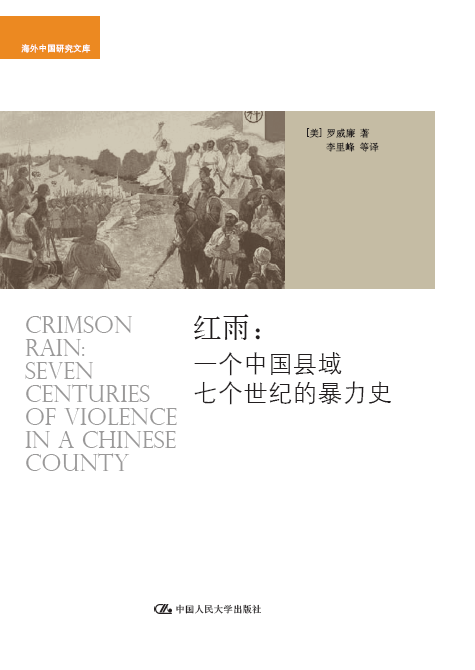 海外中国研究文库
[美] 罗威廉 著
李里峰 等译
CRIMSON
RAIN:
SEVEN
CENTURIES
OF VIOLENCE
IN A CHINESE
COUNTY
红雨：
一个中国县域
七个世纪的暴力史
中国人民大学出版社